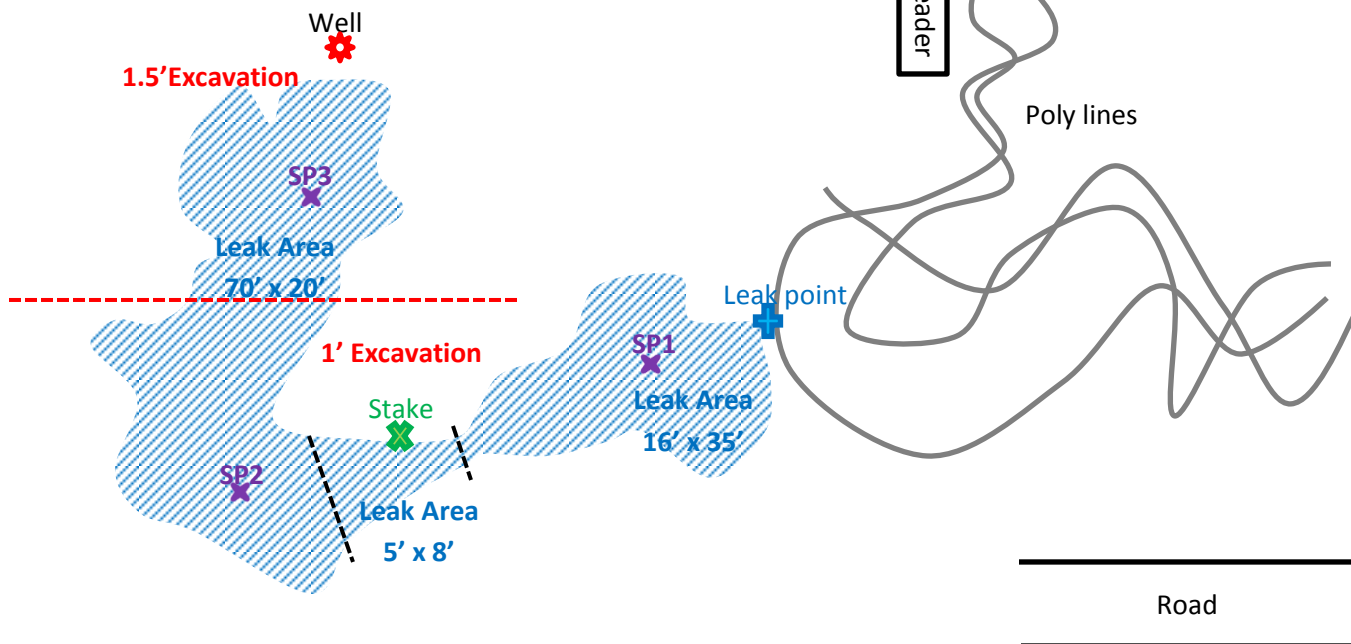 Well
1.5'Excavation
eader
Poly lines
SP3
Leak Area
70' x 20'
Leak point
1' Excavation
SP1
Leak Area
16' x 35'
Stake
SP2
Leak Area
5' x 8'
Road